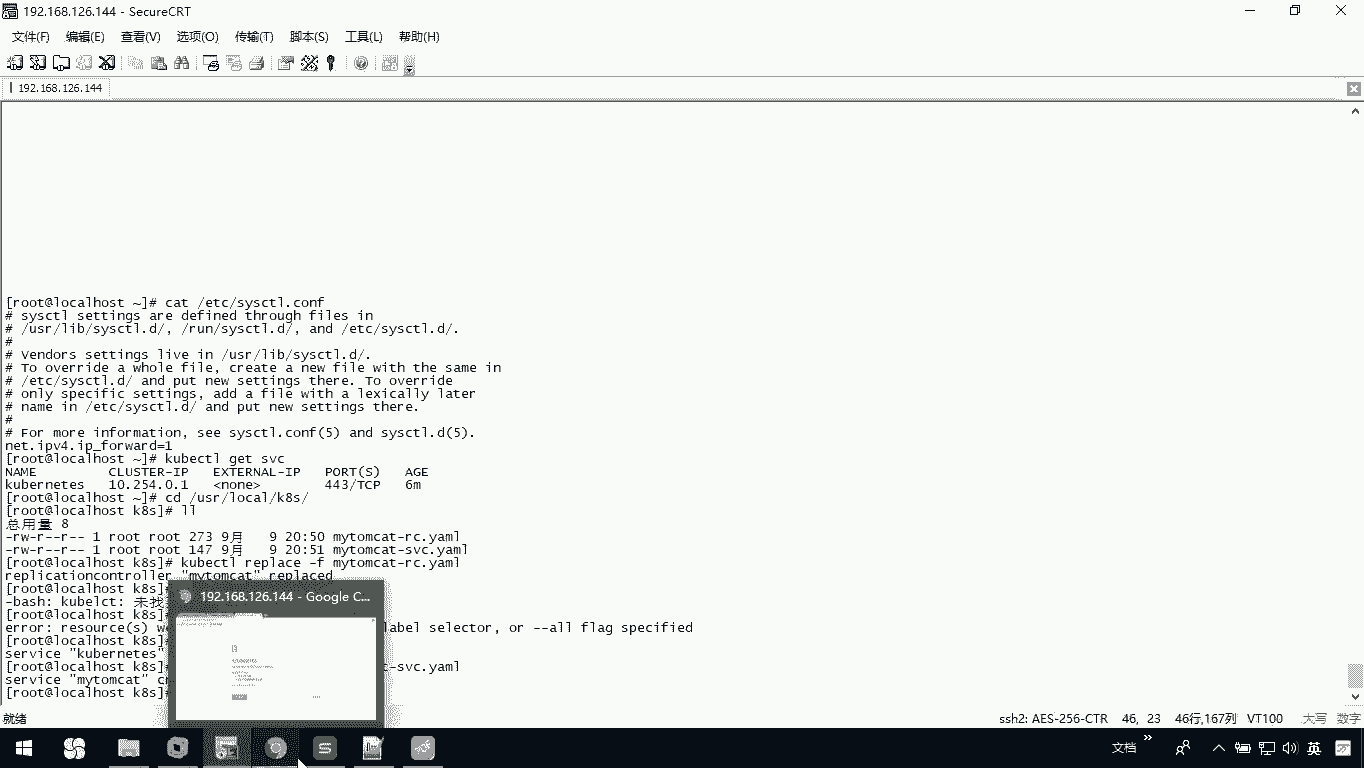 192.168.126.144 - SecureCRT
文件(F) 编辑(E) 查看(V) 选项(O) 传输(T) 脚本(S) 工具(L) 帮助(H)
192.168.126.144
[root@localhost ~]# cat /etc/sysctl.conf
# sysctl settings are defined through files in
# /usr/lib/sysctl.d/, /run/sysctl.d/, and /etc/sysctl.d/.
#
# Vendors settings live in /usr/lib/sysctl.d/.
# To override a whole file, create a new file with the same in
# /etc/sysctl.d/ and put new settings there. To override
# only specific settings, add a file with a lexically later
# name in /etc/sysctl.d/ and put new settings there.
#
# For more information, see sysctl.conf(5) and sysctl.d(5).
net.ipv4.ip_forward=1
[root@localhost ~]# kubectl get svc
NAME CLUSTER-IP EXTERNAL-IP PORT(S) AGE
kubernetes 10.254.0.1 <none> 443/TCP 6m
[root@localhost ~]# cd /usr/local/k8s/
[root@localhost k8s]# ll
总用量 8
-rw-r--r-- 1 root root 273 9月 9 20:50 mytomcat-rc.yaml
-rw-r--r-- 1 root root 147 9月 9 20:51 mytomcat-svc.yaml
[root@localhost k8s]# kubectl replace -f mytomcat-rc.yaml
replicationcontroller "mytomcat" replaced
[root@localhost k8s]
-bash: kubelct: 未找
[root@localhost k8s]#
error: resource(s) w label selector, or --all flag specified
[root@localhost k8s]#
service "kubernetes"
[root@localhost k8s]# t-svc.yaml
service "mytomcat" c
[root@localhost k8s]#
192.168.126.144 - Google C...
就绪 ssh2: AES-256-CTR 46, 23 46行,167列 VT100 大写 数字
文档 英